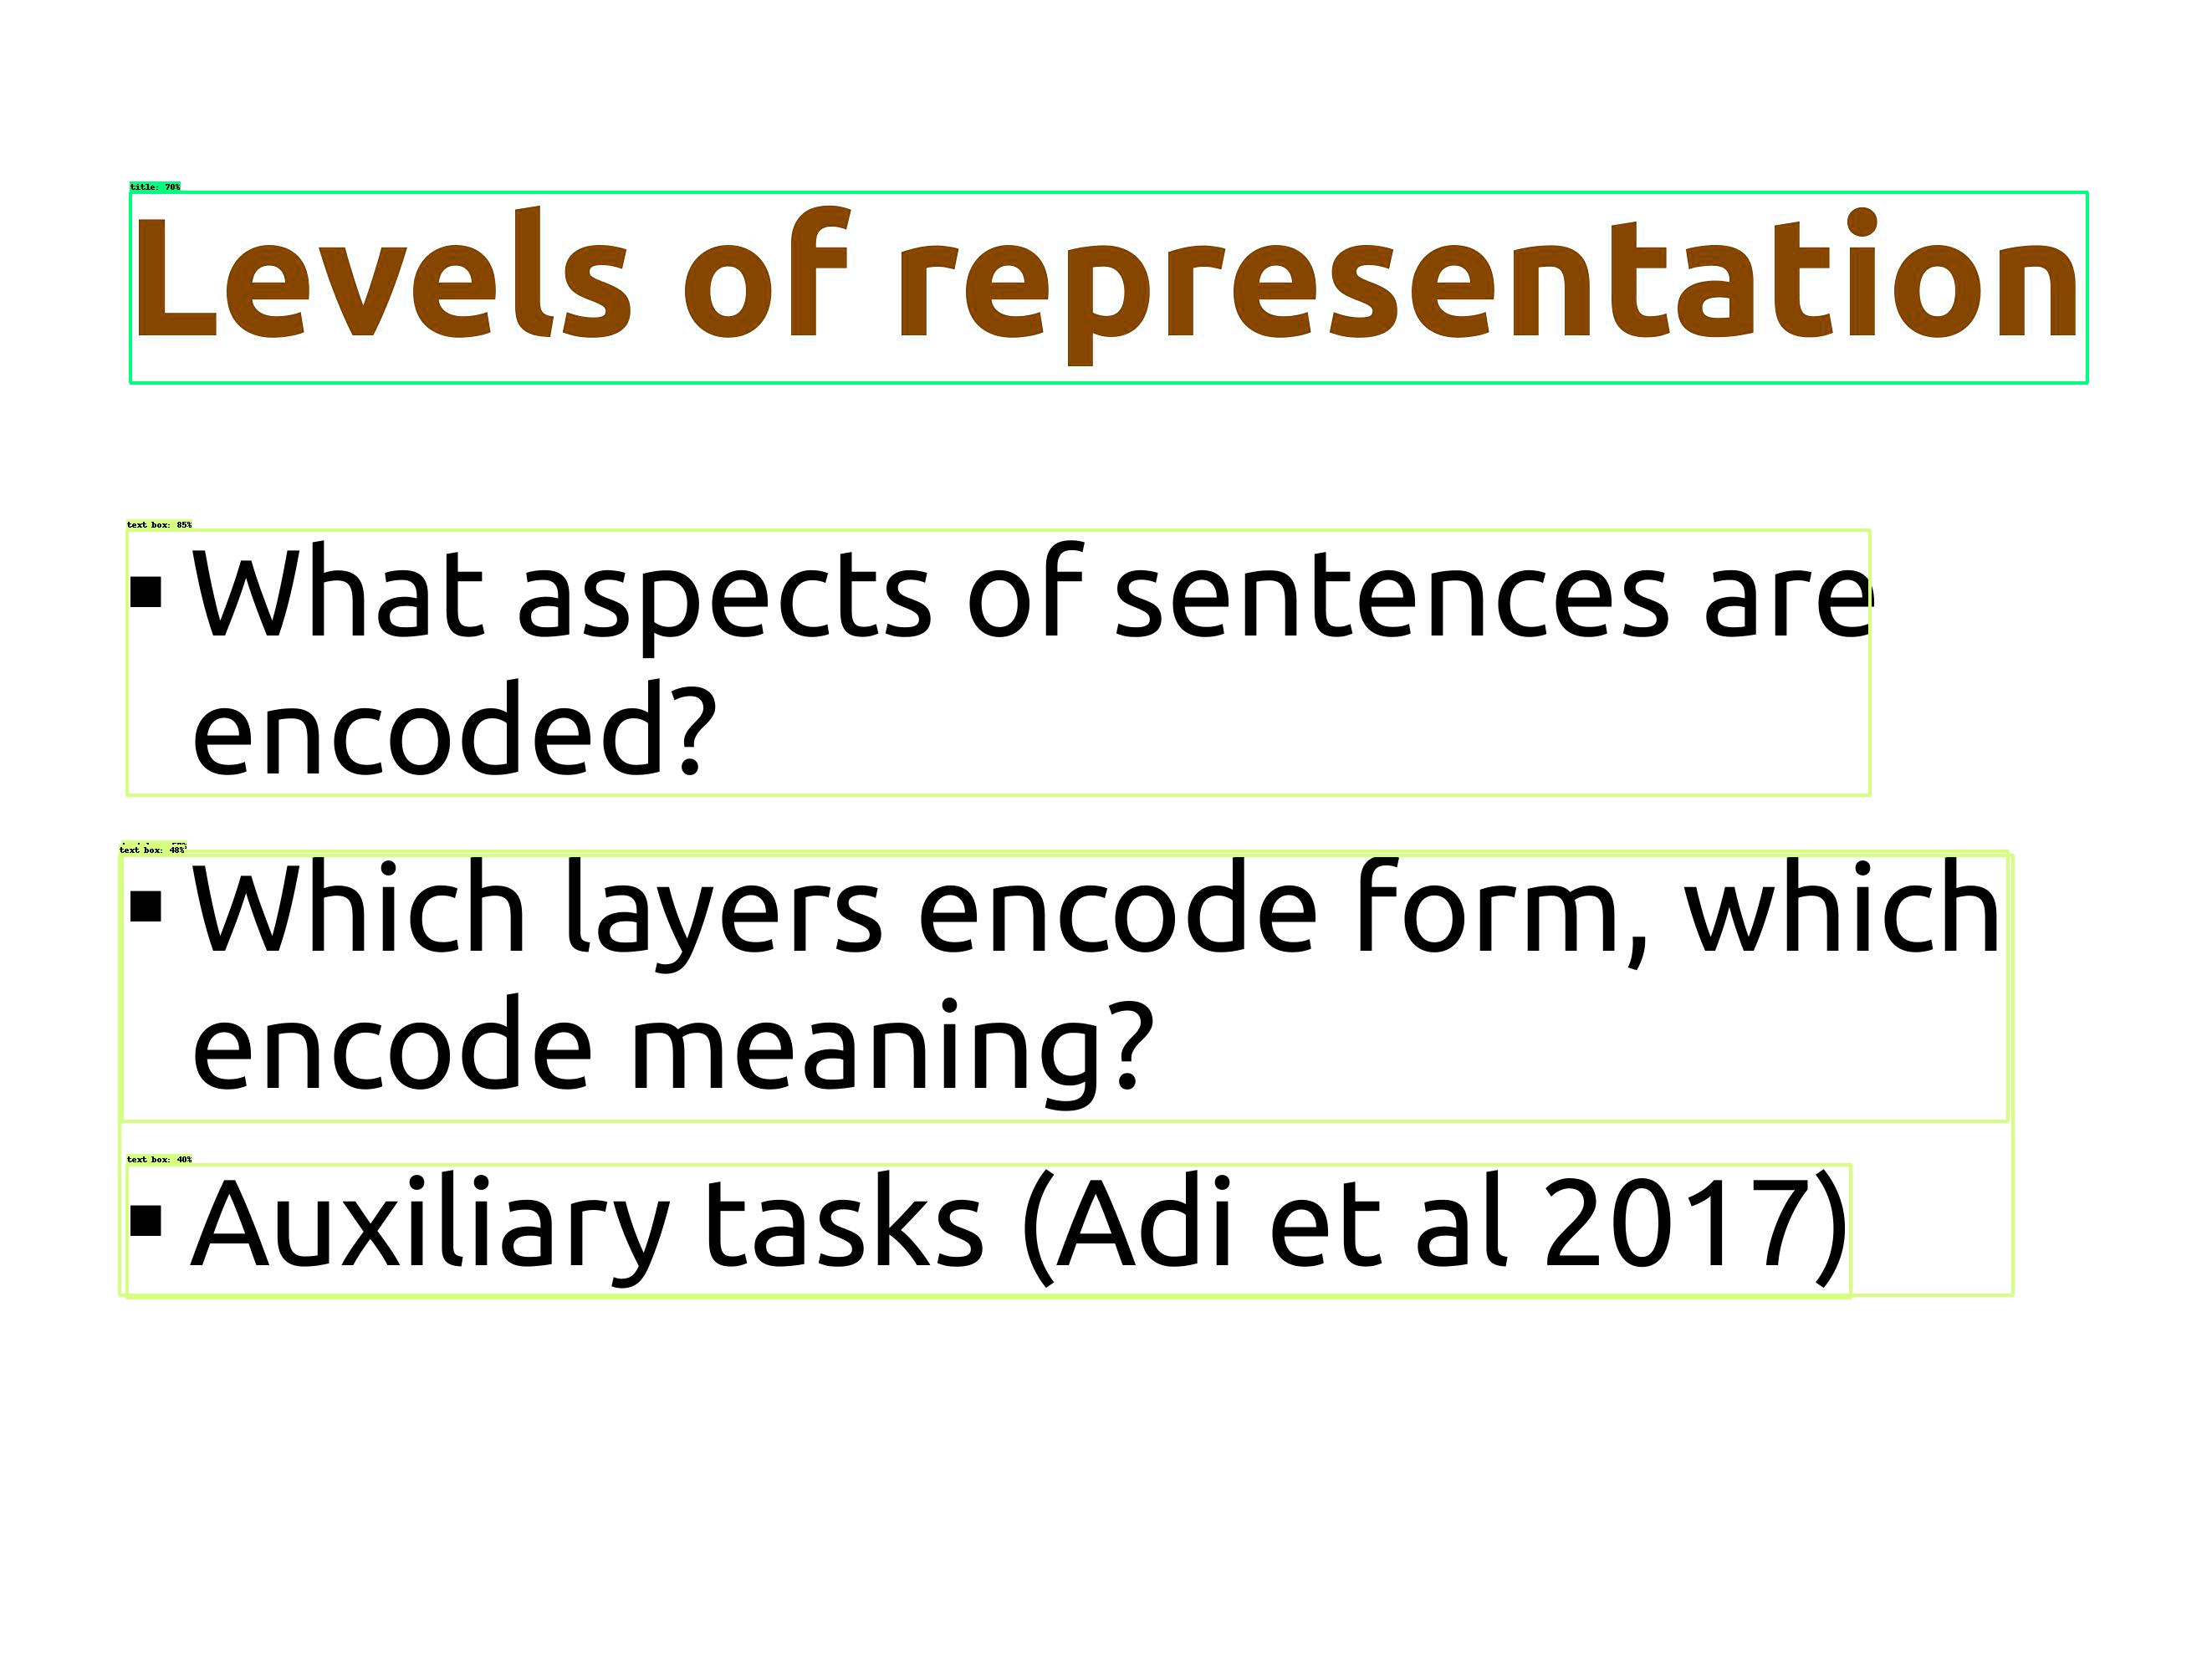 title: 70%
Levels of representation
text box: 85%
▪ What aspects of sentences are
encoded?
text box: 48%
▪ Which layers encode form, which
encode meaning?
text box: 40%
▪ Auxiliary tasks (Adi et al 2017)